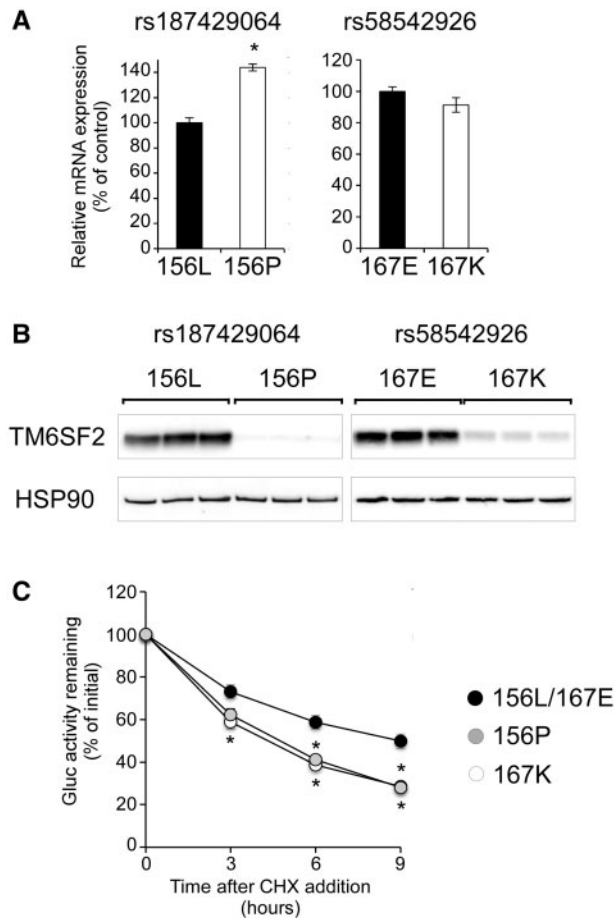 A
rs187429064
rs58542926
Relative mRNA expression
(% of control)
140
120
100
80
60
40
20
0
156L 156P
*
120
100
80
60
40
20
0
167E 167K
B
rs187429064
rs58542926
156L
156P
167E
167K
TM6SF2
HSP90
C
Gluc activity remaining
(% of initial)
120
100
80
60
40
20
0
*
*
*
*
*
0 3 6 9
Time after CHX addition
(hours)
156L/167E
156P
167K